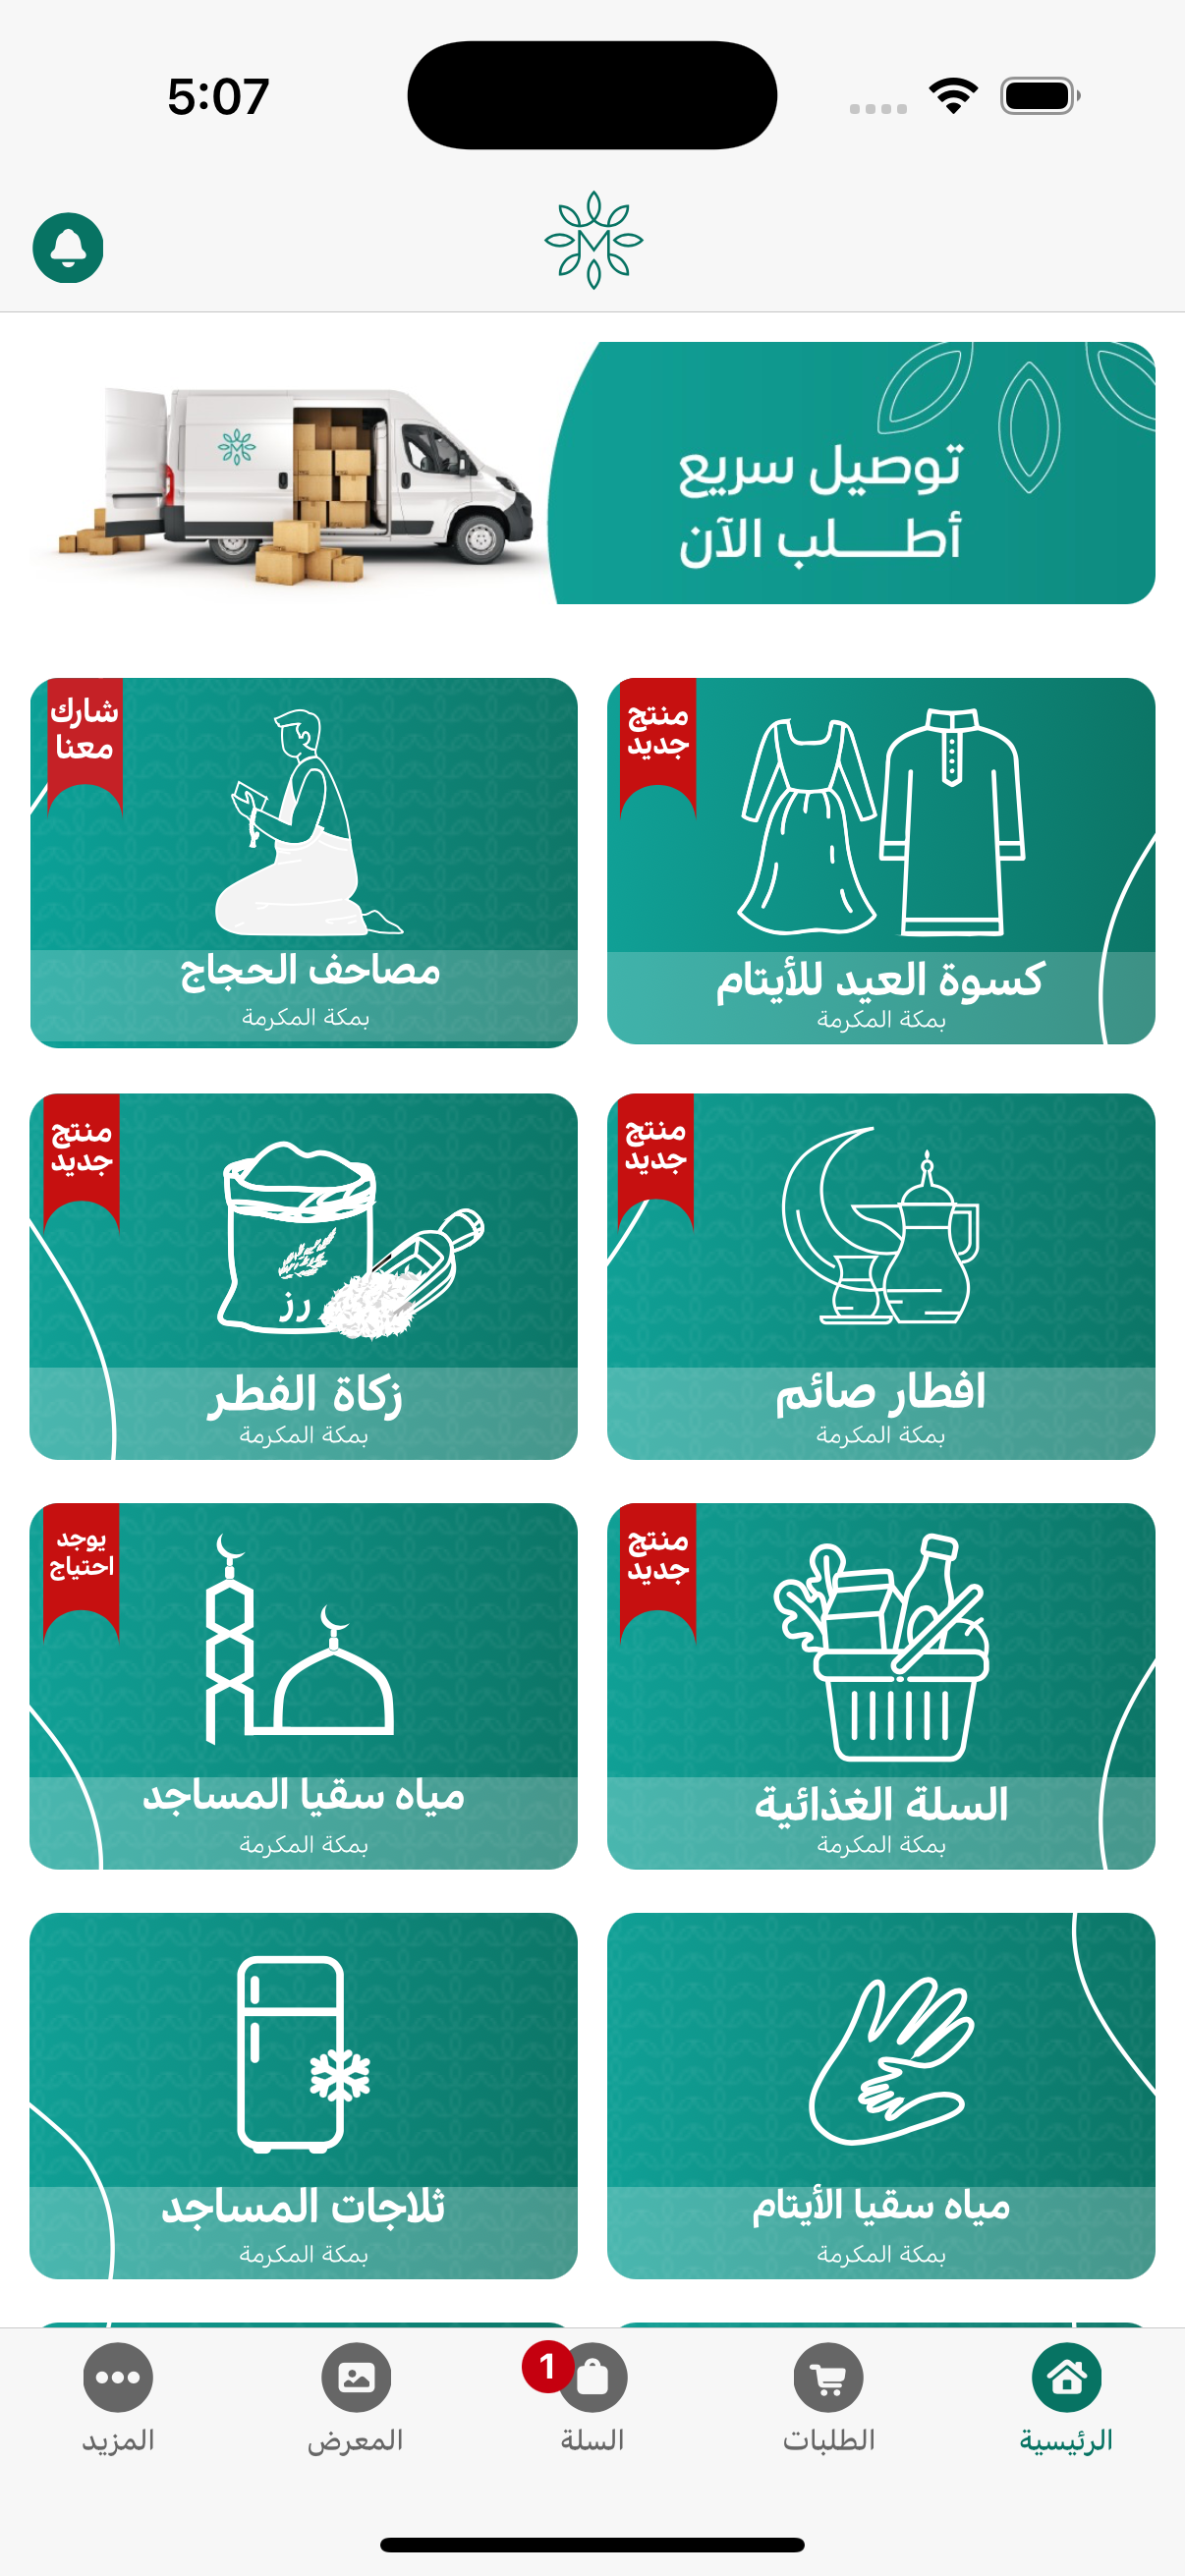 5:07
M
توصيل سريع
أطلب الآن
منتج
جديد
كسوة العيد للأيتام
بمكة المكرمة
شارك
معنا
مصاحف الحجاج
بمكة المكرمة
منتج
جديد
افطار صائم
بمكة المكرمة
منتج
جديد
رز
زكاة الفطر
بمكة المكرمة
منتج
جديد
السلة الغذائية
بمكة المكرمة
يوجد
احتياج
مياه سقيا المساجد
بمكة المكرمة
مياه سقيا الأيتام
بمكة المكرمة
ثلاجات المساجد
بمكة المكرمة
الرئيسية
الطلبات
1
السلة
المعرض
المزيد